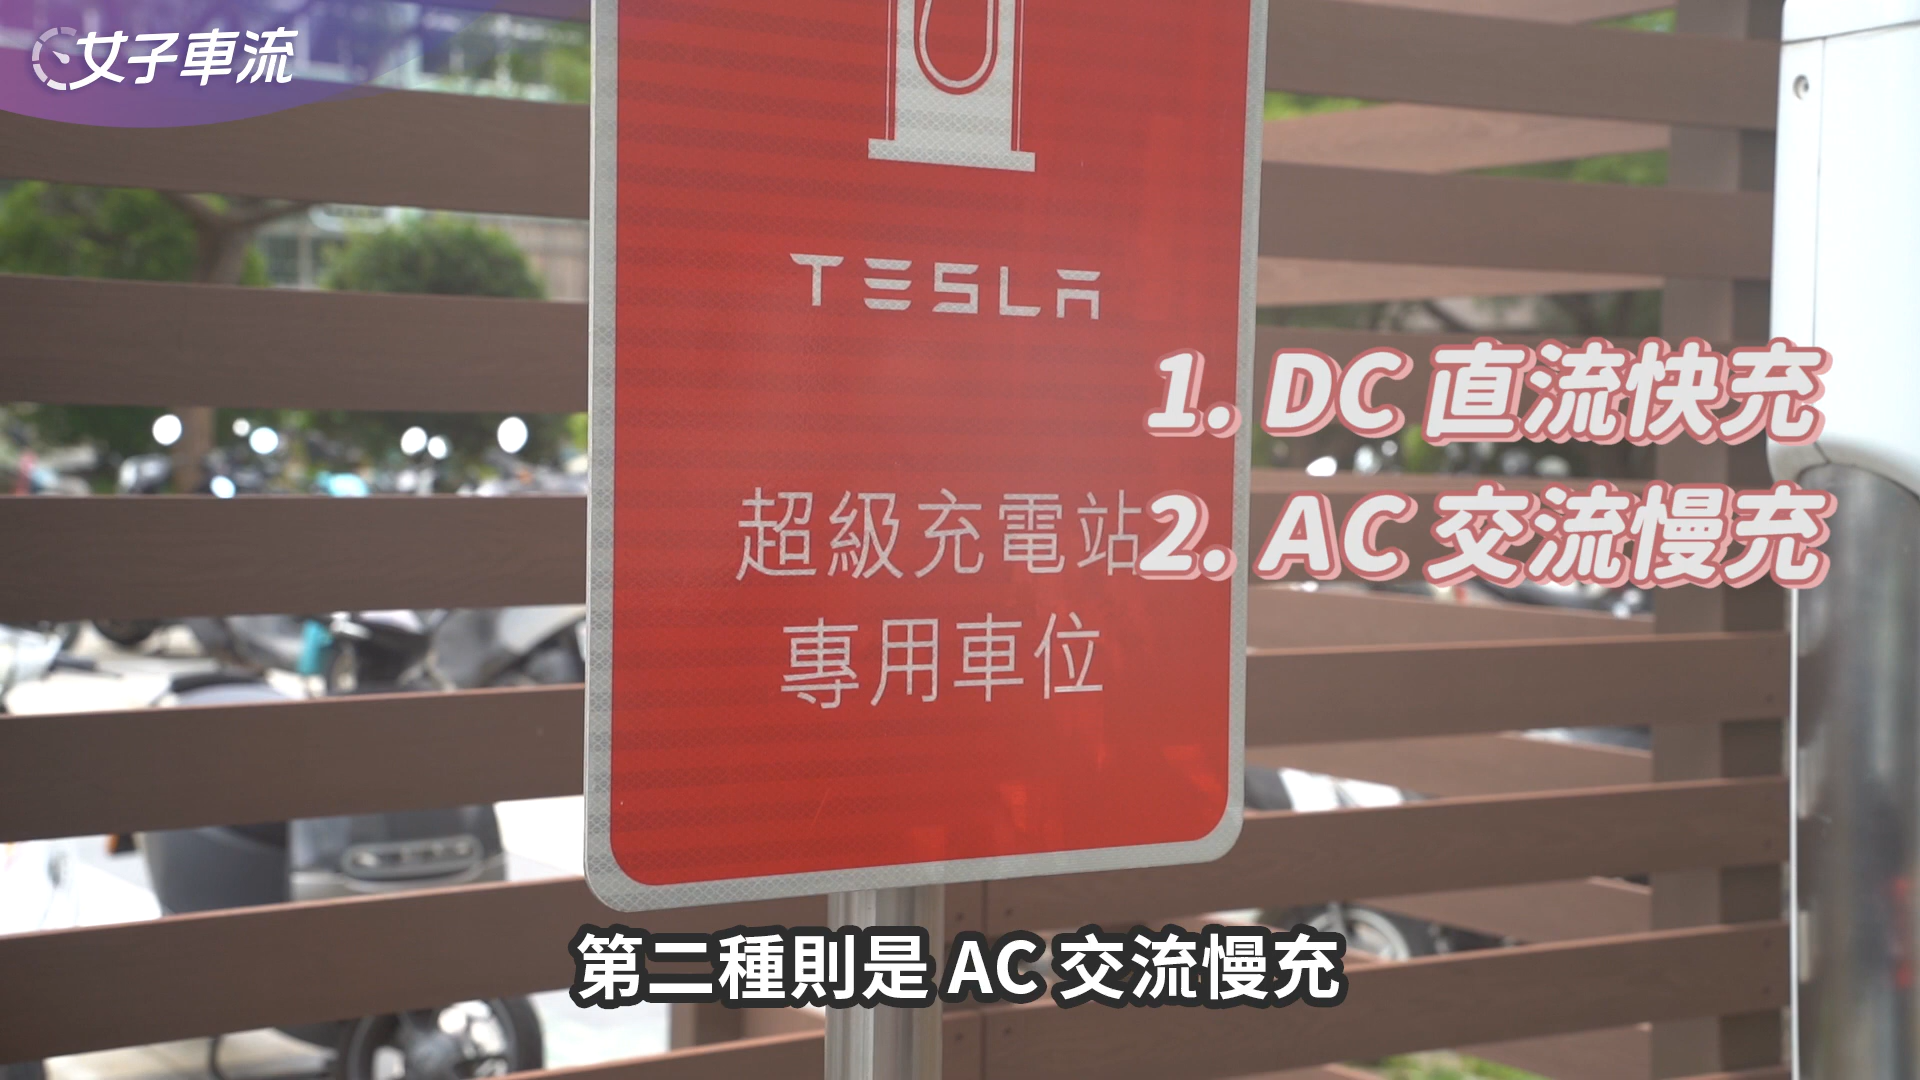 女子車流
TESLA
超級充電站
專用車位
1. DC 直流快充
2. AC 交流慢充
第二種則是 AC 交流慢充